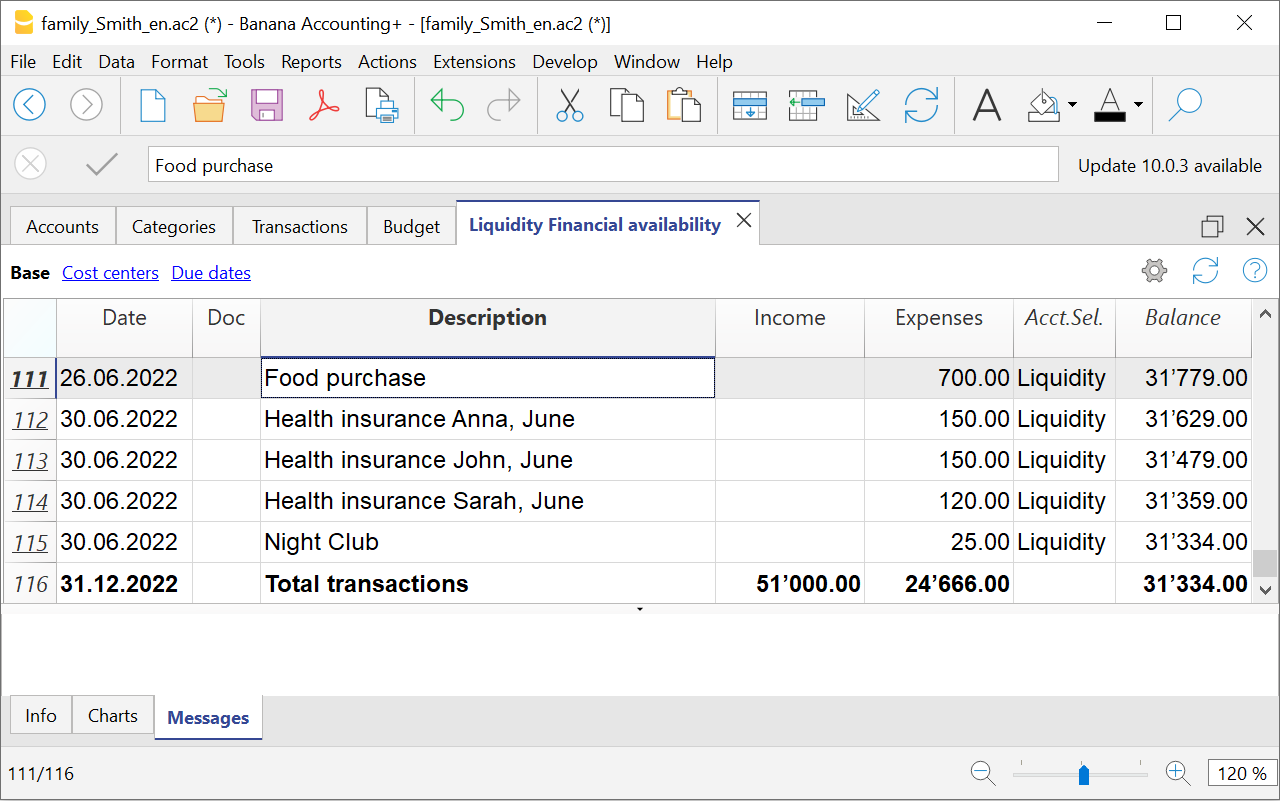 family_Smith_en.ac2 (*) - Banana Accounting+ - [family_Smith_en.ac2 (*)]
File Edit Data Format Tools Reports Actions Extensions Develop Window Help
Food purchase Update 10.0.3 available
Accounts Categories Transactions Budget Liquidity Financial availability
Base Cost centers Due dates
Date Doc Description Income Expenses Acct.Sel. Balance
111 26.06.2022 Food purchase 700.00 Liquidity 31’779.00
112 30.06.2022 Health insurance Anna, June 150.00 Liquidity 31’629.00
113 30.06.2022 Health insurance John, June 150.00 Liquidity 31’479.00
114 30.06.2022 Health insurance Sarah, June 120.00 Liquidity 31’359.00
115 30.06.2022 Night Club 25.00 Liquidity 31’334.00
116 31.12.2022 Total transactions 51’000.00 24’666.00 31’334.00
Info Charts Messages
111/116 120 %